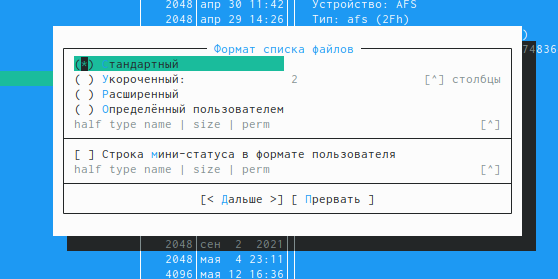 2048 апр 30 11:42 Устройство: AFS
2048 апр 29 14:26 Тип: afs (2Fh)
Формат списка файлов
(*) Стандартный
( ) Укороченный: 2 [^] столбцы
( ) Расширенный
( ) Определённый пользователем
half type name | size | perm [^]
[ ] Строка мини-статуса в формате пользователя
half type name | size | perm [^]
[< Дальше >] [ Прервать ]
2048 сен 2 2021
2048 мая 4 23:11
4096 мая 12 16:36